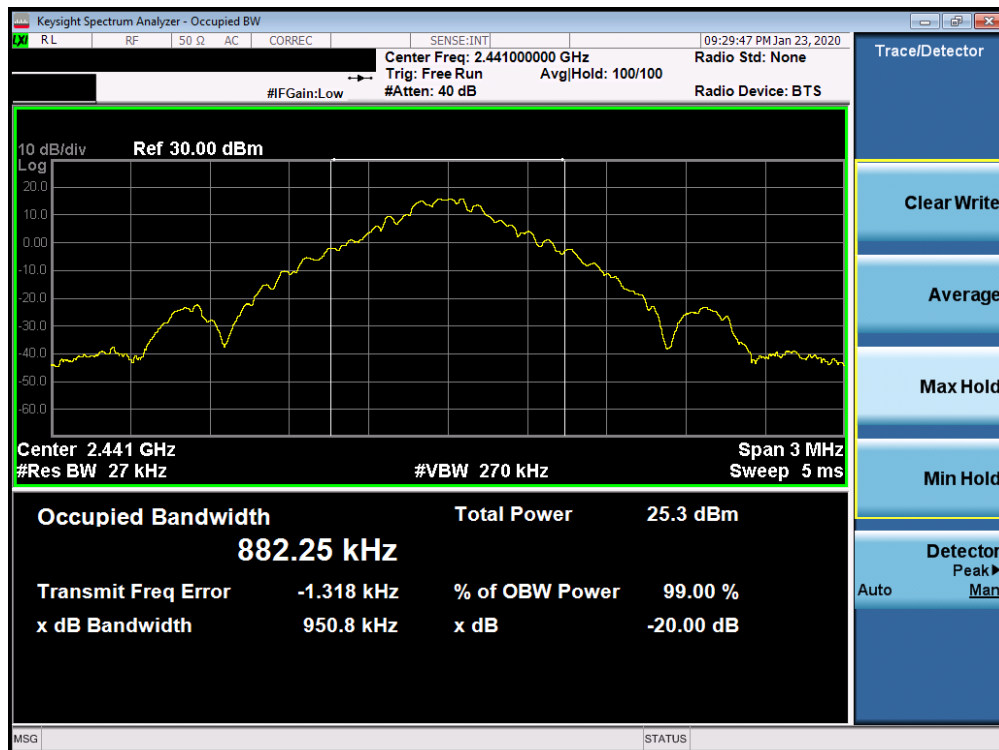 Keysight Spectrum Analyzer - Occupied BW
LXI RL RF 50 Ω AC CORREC SENSE:INT 09:29:47 PM Jan 23, 2020
Center Freq: 2.441000000 GHz Radio Std: None
Trig: Free Run Avg|Hold: 100/100
#IFGain:Low #Atten: 40 dB Radio Device: BTS
Trace/Detector
10 dB/div Ref 30.00 dBm
Log
20.0
10.0
0.00
-10.0
-20.0
-30.0
-40.0
-50.0
-60.0
Center 2.441 GHz Span 3 MHz
#Res BW 27 kHz #VBW 270 kHz Sweep 5 ms
Occupied Bandwidth Total Power 25.3 dBm
882.25 kHz
Transmit Freq Error -1.318 kHz % of OBW Power 99.00 %
x dB Bandwidth 950.8 kHz x dB -20.00 dB
Clear Write
Average
Max Hold
Min Hold
Detector
Peak▶
Auto Man
MSG STATUS